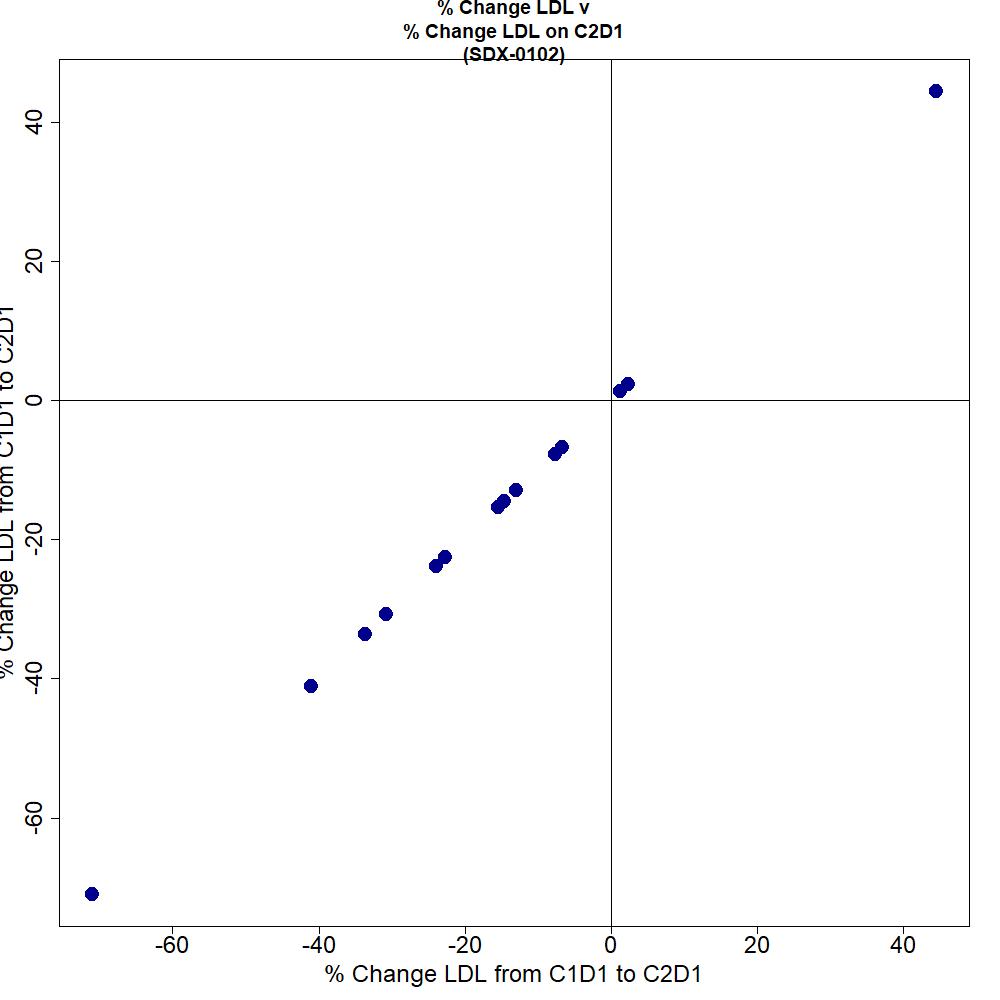 % Change LDL v
% Change LDL on C2D1
(SDX-0102)
40
20
0
-20
-40
-60
% Change LDL from C1D1 to C2D1
-60
-40
-20
0
20
40
% Change LDL from C1D1 to C2D1